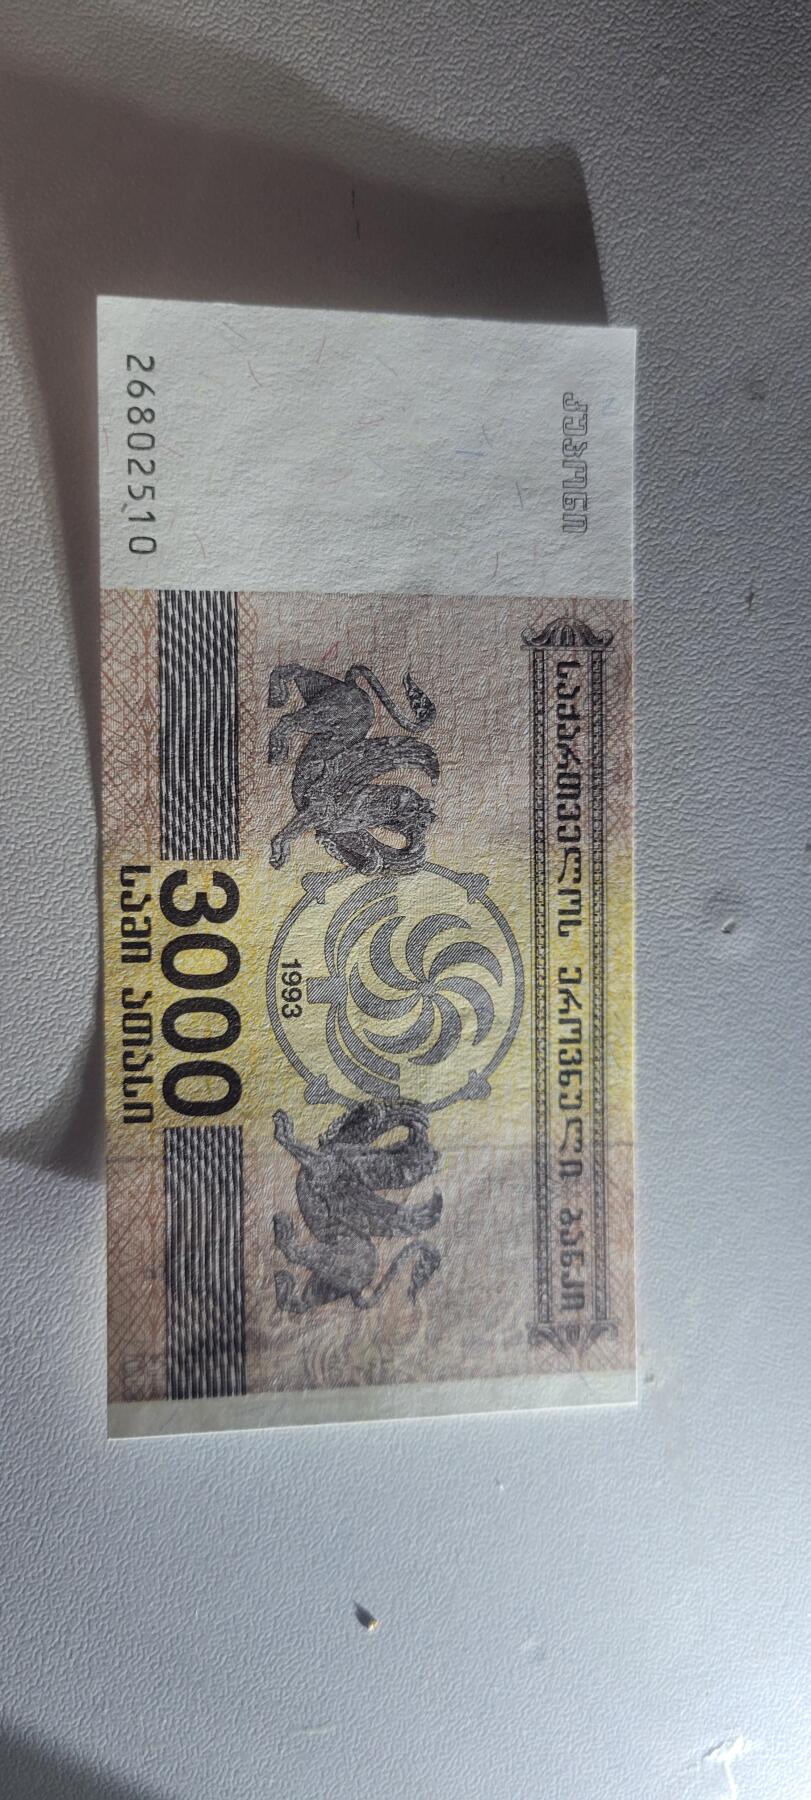 კუპონი
საქართველოს ეროვნული ბანკი
1993
26802510
3000
სამი ათასი